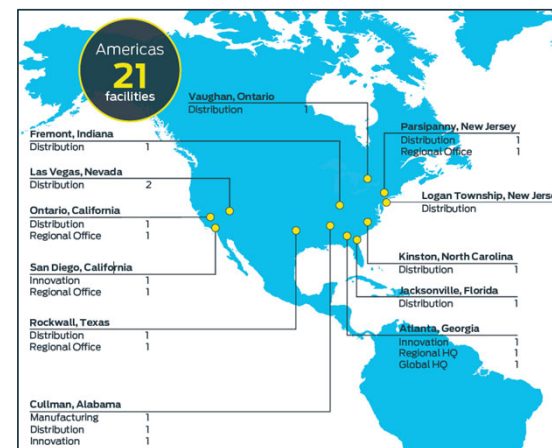 Americas
21
facilities
Vaughan, Ontario
Distribution 1
Fremont, Indiana
Distribution 1
Las Vegas, Nevada
Distribution 2
Ontario, California
Distribution 1
Regional Office 1
San Diego, California
Innovation 1
Regional Office 1
Rockwall, Texas
Distribution 1
Regional Office 1
Cullman, Alabama
Manufacturing 1
Distribution 1
Innovation 1
Parsipanny, New Jersey
Distribution 1
Regional Office 1
Logan Township, New Jerse
Distribution
Kinston, North Carolina
Distribution 1
Jacksonville, Florida
Distribution 1
Atlanta, Georgia
Innovation 1
Regional HQ 1
Global HQ 1